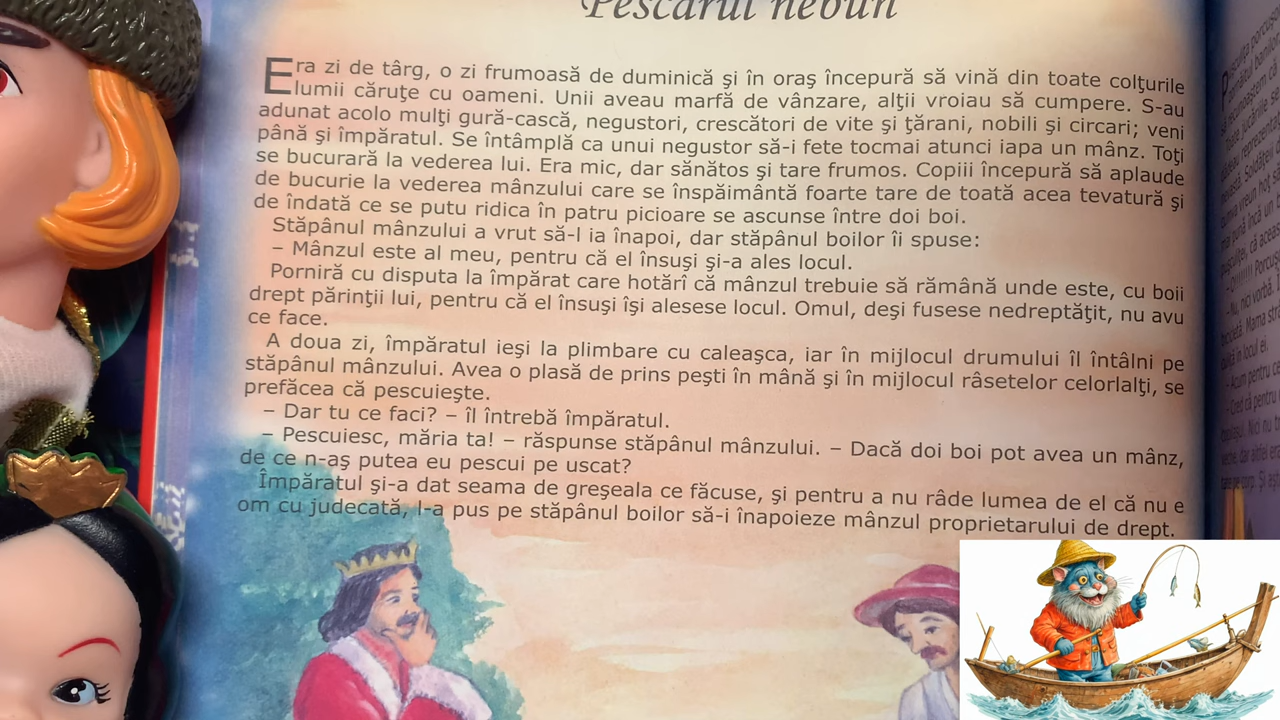 Pescarul nebun
Era zi de târg, o zi frumoasă de duminică şi în oraş începură să vină din toate colţurile
lumii căruţe cu oameni. Unii aveau marfă de vânzare, alţii vroiau să cumpere. S-au
adunat acolo mulţi gură-cască, negustori, crescători de vite şi ţărani, nobili şi circari; veni
până şi împăratul. Se întâmplă ca unui negustor să-i fete tocmai atunci iapa un mânz. Toţi
se bucurară la vederea lui. Era mic, dar sănătos şi tare frumos. Copiii începură să aplaude
de bucurie la vederea mânzului care se înspăimântă foarte tare de toată acea tevatură şi
de îndată ce se putu ridica în patru picioare se ascunse între doi boi.
Stăpânul mânzului a vrut să-l ia înapoi, dar stăpânul boilor îi spuse:
– Mânzul este al meu, pentru că el însuşi şi-a ales locul.
Porniră cu disputa la împărat care hotărî că mânzul trebuie să rămână unde este, cu boii
drept părinţii lui, pentru că el însuşi îşi alesese locul. Omul, deşi fusese nedreptăţit, nu avu
ce face.
A doua zi, împăratul ieşi la plimbare cu caleaşca, iar în mijlocul drumului îl întâlni pe
stăpânul mânzului. Avea o plasă de prins peşti în mână şi în mijlocul râsetelor celorlalţi, se
prefăcea că pescuieşte.
– Dar tu ce faci? – îl întrebă împăratul.
– Pescuiesc, măria ta! – răspunse stăpânul mânzului. – Dacă doi boi pot avea un mânz,
de ce n-aş putea eu pescui pe uscat?
Împăratul şi-a dat seama de greşeala ce făcuse, şi pentru a nu râde lumea de el că nu e
om cu judecată, l-a pus pe stăpânul boilor să-i înapoieze mânzul proprietarului de drept.